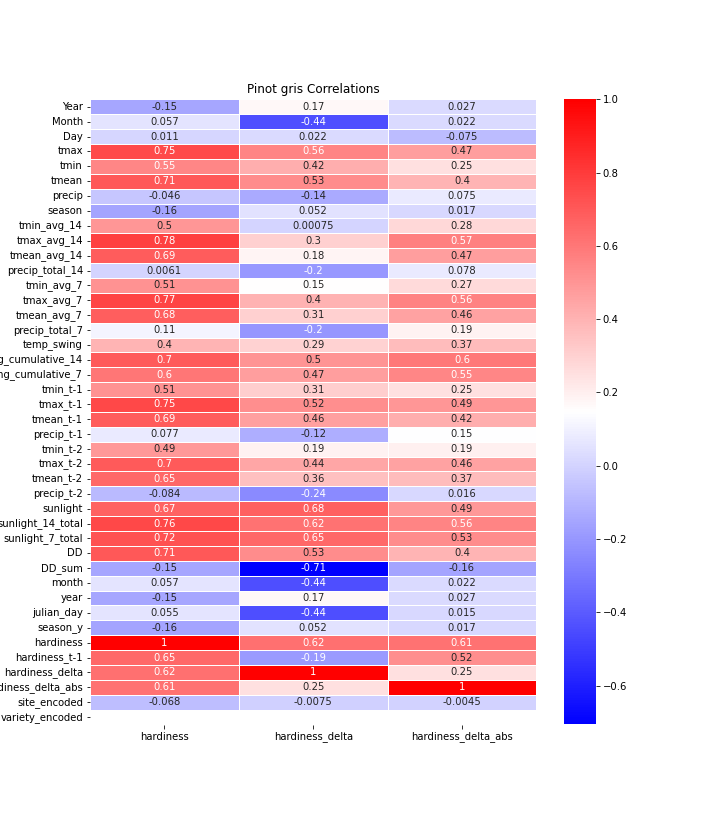 Pinot gris Correlations
Year -0.15 0.17 0.027
Month 0.057 -0.44 0.022
Day 0.011 0.022 -0.075
tmax 0.75 0.56 0.47
tmin 0.55 0.42 0.25
tmean 0.71 0.53 0.4
precip -0.046 -0.14 0.075
season -0.16 0.052 0.017
tmin_avg_14 0.5 0.00075 0.28
tmax_avg_14 0.78 0.3 0.57
tmean_avg_14 0.69 0.18 0.47
precip_total_14 0.0061 -0.2 0.078
tmin_avg_7 0.51 0.15 0.27
tmax_avg_7 0.77 0.4 0.56
tmean_avg_7 0.68 0.31 0.46
precip_total_7 0.11 -0.2 0.19
temp_swing 0.4 0.29 0.37
g_cumulative_14 0.7 0.5 0.6
ng_cumulative_7 0.6 0.47 0.55
tmin_t-1 0.51 0.31 0.25
tmax_t-1 0.75 0.52 0.49
tmean_t-1 0.69 0.46 0.42
precip_t-1 0.077 -0.12 0.15
tmin_t-2 0.49 0.19 0.19
tmax_t-2 0.7 0.44 0.46
tmean_t-2 0.65 0.36 0.37
precip_t-2 -0.084 -0.24 0.016
sunlight 0.67 0.68 0.49
sunlight_14_total 0.76 0.62 0.56
sunlight_7_total 0.72 0.65 0.53
DD 0.71 0.53 0.4
DD_sum -0.15 -0.71 -0.16
month 0.057 -0.44 0.022
year -0.15 0.17 0.027
julian_day 0.055 -0.44 0.015
season_y -0.16 0.052 0.017
hardiness 1 0.62 0.61
hardiness_t-1 0.65 -0.19 0.52
hardiness_delta 0.62 1 0.25
diness_delta_abs 0.61 0.25 1
site_encoded -0.068 -0.0075 -0.0045
variety_encoded
hardiness hardiness_delta hardiness_delta_abs
1.0
0.8
0.6
0.4
0.2
0.0
−0.2
−0.4
−0.6